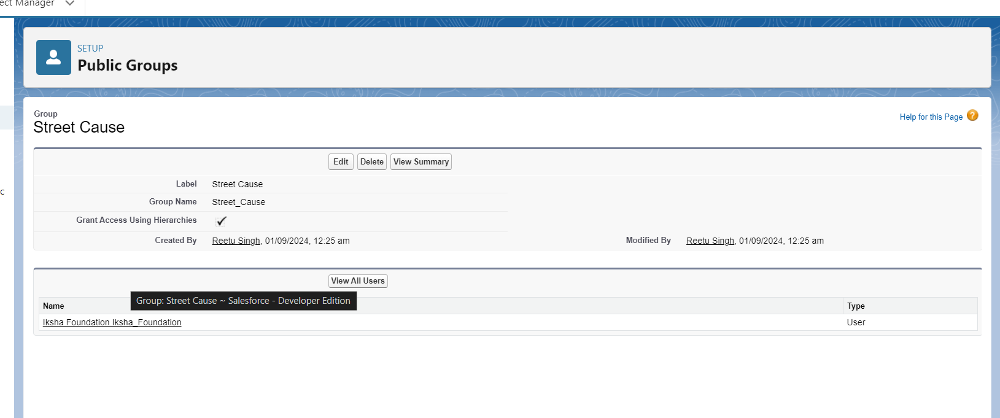 ect Manager
SETUP
Public Groups
Group
Street Cause
Help for this Page
Edit Delete View Summary
Label Street Cause
Group Name Street_Cause
Grant Access Using Hierarchies
Created By Reetu Singh, 01/09/2024, 12:25 am Modified By Reetu Singh, 01/09/2024, 12:25 am
c
View All Users
Group: Street Cause ~ Salesforce - Developer Edition
Name Type
Iksha Foundation Iksha_Foundation User